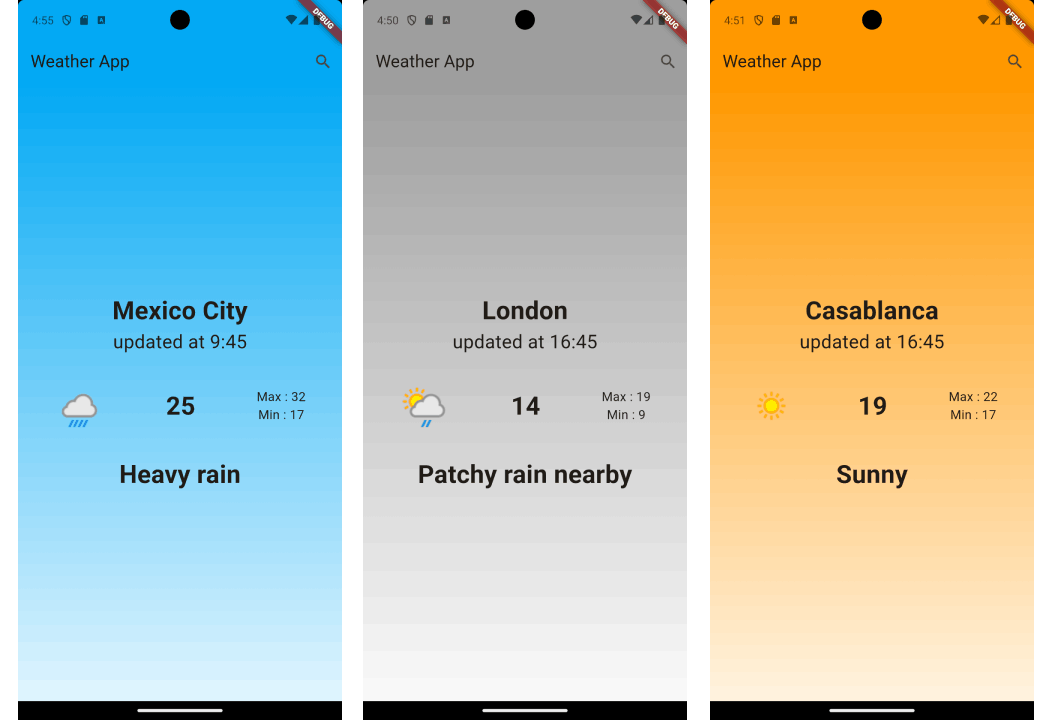 4:55
DEBUG
Weather App
Mexico City
updated at 9:45
25
Max : 32
Min : 17
Heavy rain
4:50
DEBUG
Weather App
London
updated at 16:45
14
Max : 19
Min : 9
Patchy rain nearby
4:51
DEBUG
Weather App
Casablanca
updated at 16:45
19
Max : 22
Min : 17
Sunny